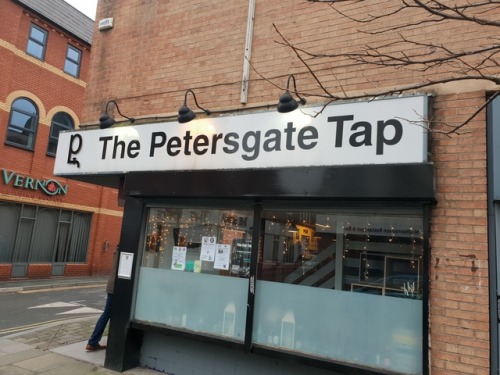 The Petersgate Tap
VERNON